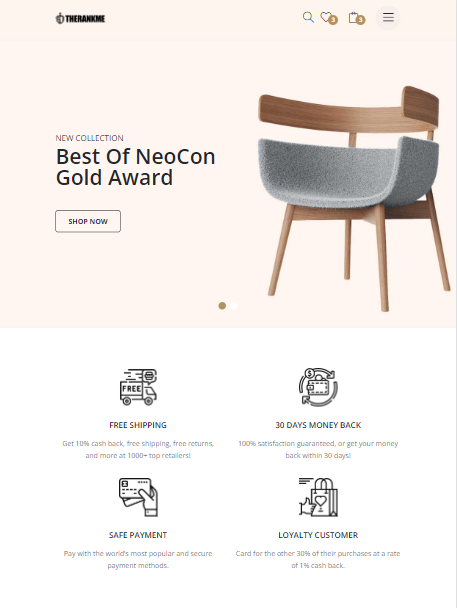 THERANKME
3
3
NEW COLLECTION
Best Of NeoCon
Gold Award
SHOP NOW
FREE
$
FREE SHIPPING
30 DAYS MONEY BACK
Get 10% cash back, free shipping, free returns,
and more at 1000+ top retailers!
100% satisfaction guaranteed, or get your money
back within 30 days!
SAFE PAYMENT
LOYALTY CUSTOMER
Pay with the world's most popular and secure
payment methods.
Card for the other 30% of their purchases at a rate
of 1% cash back.